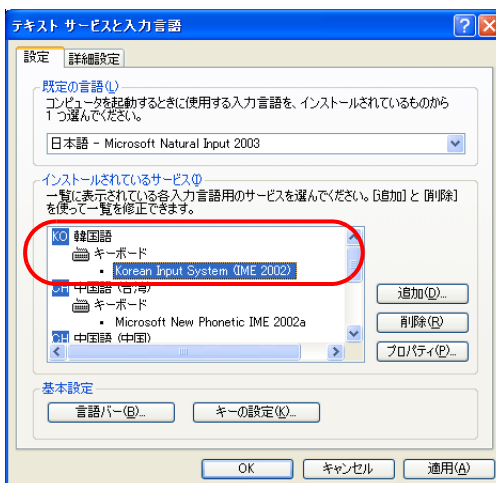 テキスト サービスと入力言語
設定
詳細設定
既定の言語(L)
コンピュータを起動するときに使用する入力言語を、インストールされているものから
1 つ選んでください。
日本語 - Microsoft Natural Input 2003
インストールされているサービス(I)
一覧に表示されている各入力言語用のサービスを選んでください。[追加] と [削除]
を使って一覧を修正できます。
KO 韓国語
キーボード
• Korean Input System (IME 2002)
CH 中国語 (台湾)
キーボード
• Microsoft New Phonetic IME 2002a
CH 中国語 (中国)
追加(D)...
削除(R)
プロパティ(P)...
基本設定
言語バー(B)...
キーの設定(K)...
OK
キャンセル
適用(A)